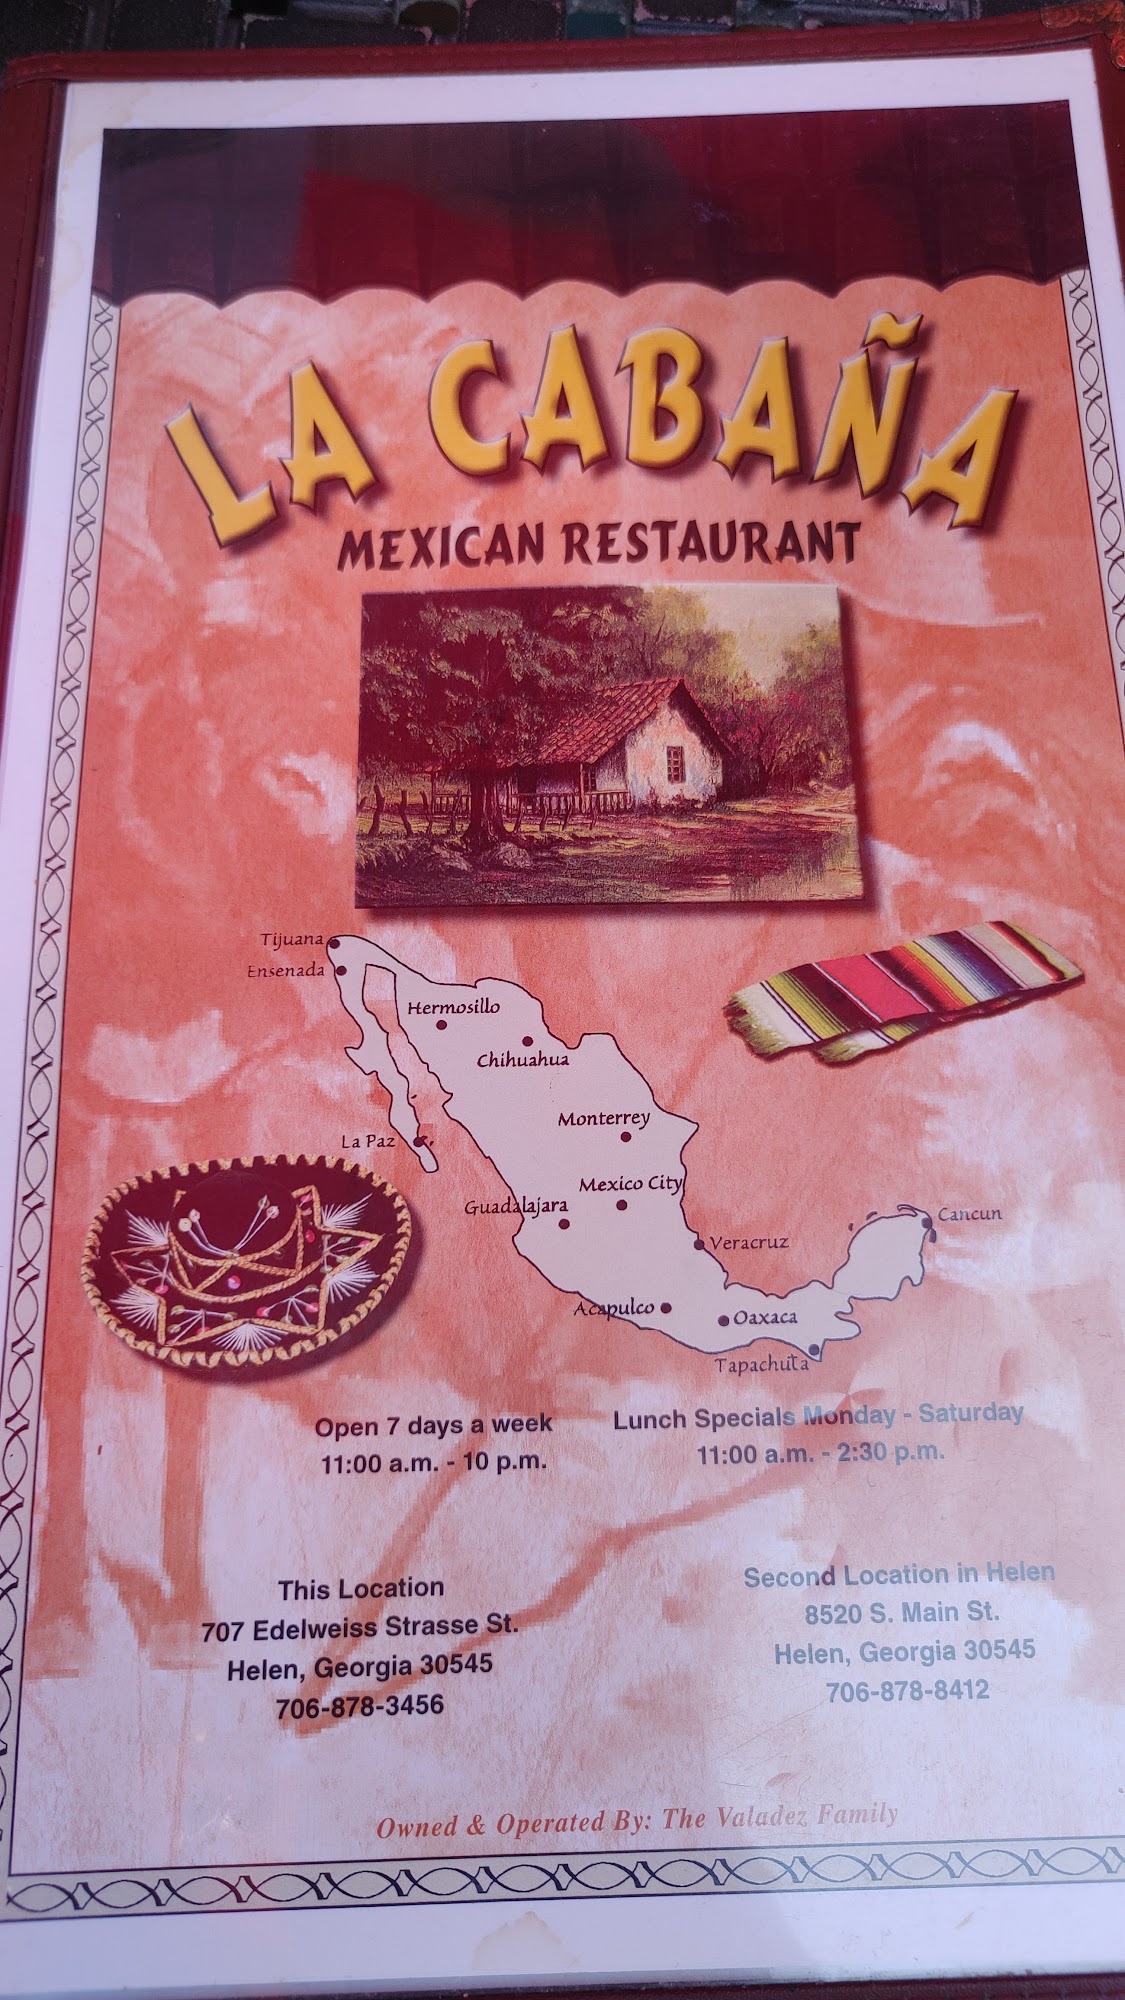 LA CABAÑA
MEXICAN RESTAURANT
Tijuana
Ensenada
Hermosillo
Chihuahua
Monterrey
La Paz
Mexico City
Guadalajara
Cancun
Veracruz
Acapulco
Oaxaca
Tapachuta
Open 7 days a week
11:00 a.m. - 10 p.m.
Lunch Specials Monday - Saturday
11:00 a.m. - 2:30 p.m.
This Location
707 Edelweiss Strasse St.
Helen, Georgia 30545
706-878-3456
Second Location in Helen
8520 S. Main St.
Helen, Georgia 30545
706-878-8412
Owned & Operated By: The Valadez Family